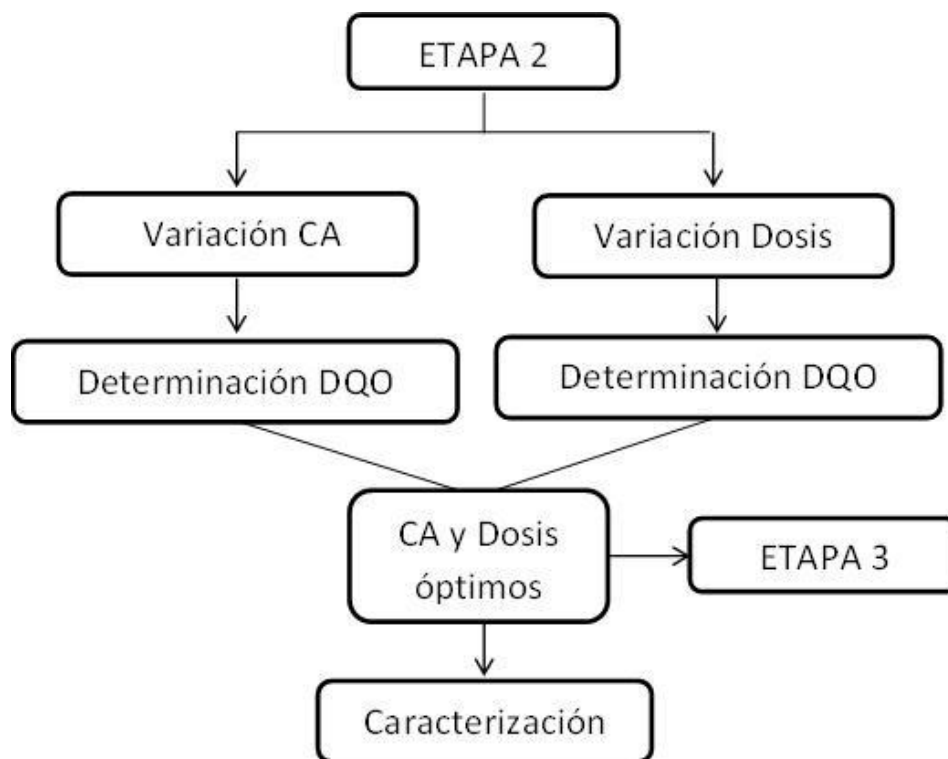 ETAPA 2
Variación CA
Variación Dosis
Determinación DQO
Determinación DQO
CA y Dosis
óptimos
ETAPA 3
Caracterización